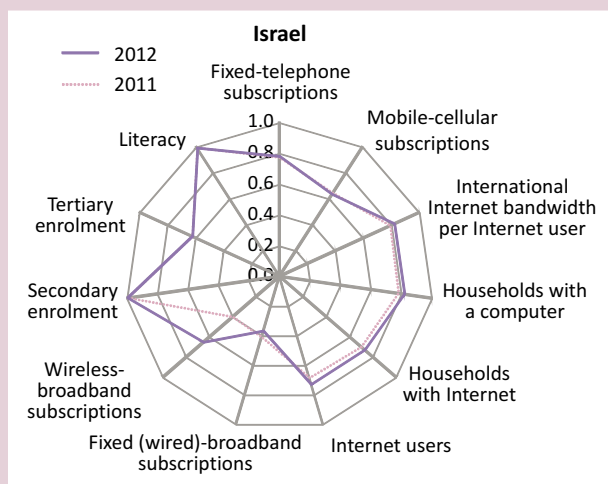 Israel
2012
2011
Fixed-telephone
subscriptions
Mobile-cellular
subscriptions
International
Internet bandwidth
per Internet user
Households with
a computer
Households
with Internet
Internet users
Fixed (wired)-broadband
subscriptions
Wireless-
broadband
subscriptions
Secondary
enrolment
Tertiary
enrolment
Literacy
1.0
0.8
0.6
0.4
0.2
0.0